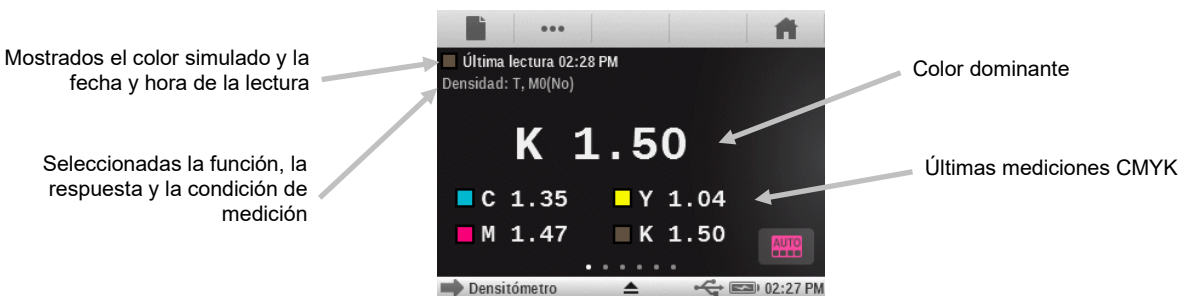 Mostrados el color simulado y la
fecha y hora de la lectura
Seleccionadas la función, la
respuesta y la condición de
medición
Última lectura 02:28 PM
Densidad: T, M0(No)
K 1.50
C 1.35
Y 1.04
M 1.47
K 1.50
AUTO
Densitómetro
02:27 PM
Color dominante
Últimas mediciones CMYK